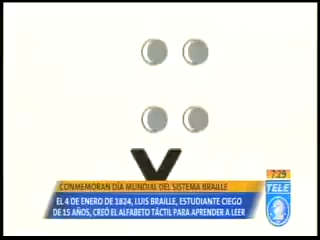 V
CONMEMORAN DÍA MUNDIAL DEL SISTEMA BRAILLE
7:29
EL 4 DE ENERO DE 1824, LUIS BRAILLE, ESTUDIANTE CIEGO
DE 15 AÑOS, CREÓ EL ALFABETO TÁCTIL PARA APRENDER A LEER
TELE